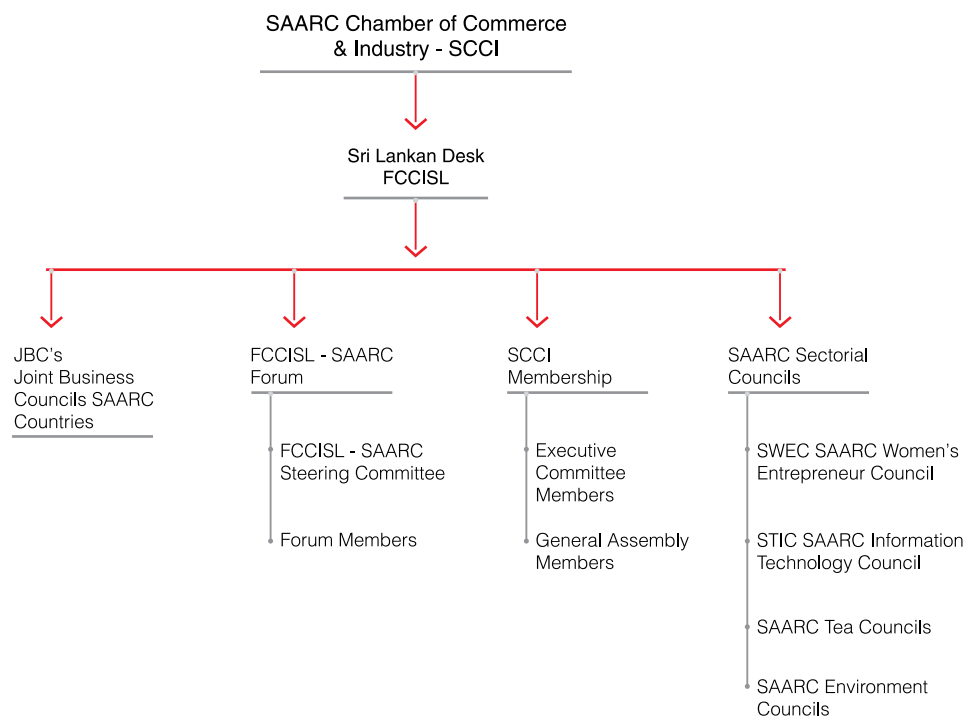 SAARC Chamber of Commerce
& Industry - SCCI
Sri Lankan Desk
FCCISL
JBC's
Joint Business
Councils SAARC
Countries
FCCISL - SAARC
Forum
FCCISL - SAARC
Steering Committee
Forum Members
SCCI
Membership
Executive
Committee
Members
General Assembly
Members
SAARC Sectorial
Councils
SWEC SAARC Women's
Entrepreneur Council
STIC SAARC Information
Technology Council
SAARC Tea Councils
SAARC Environment
Councils